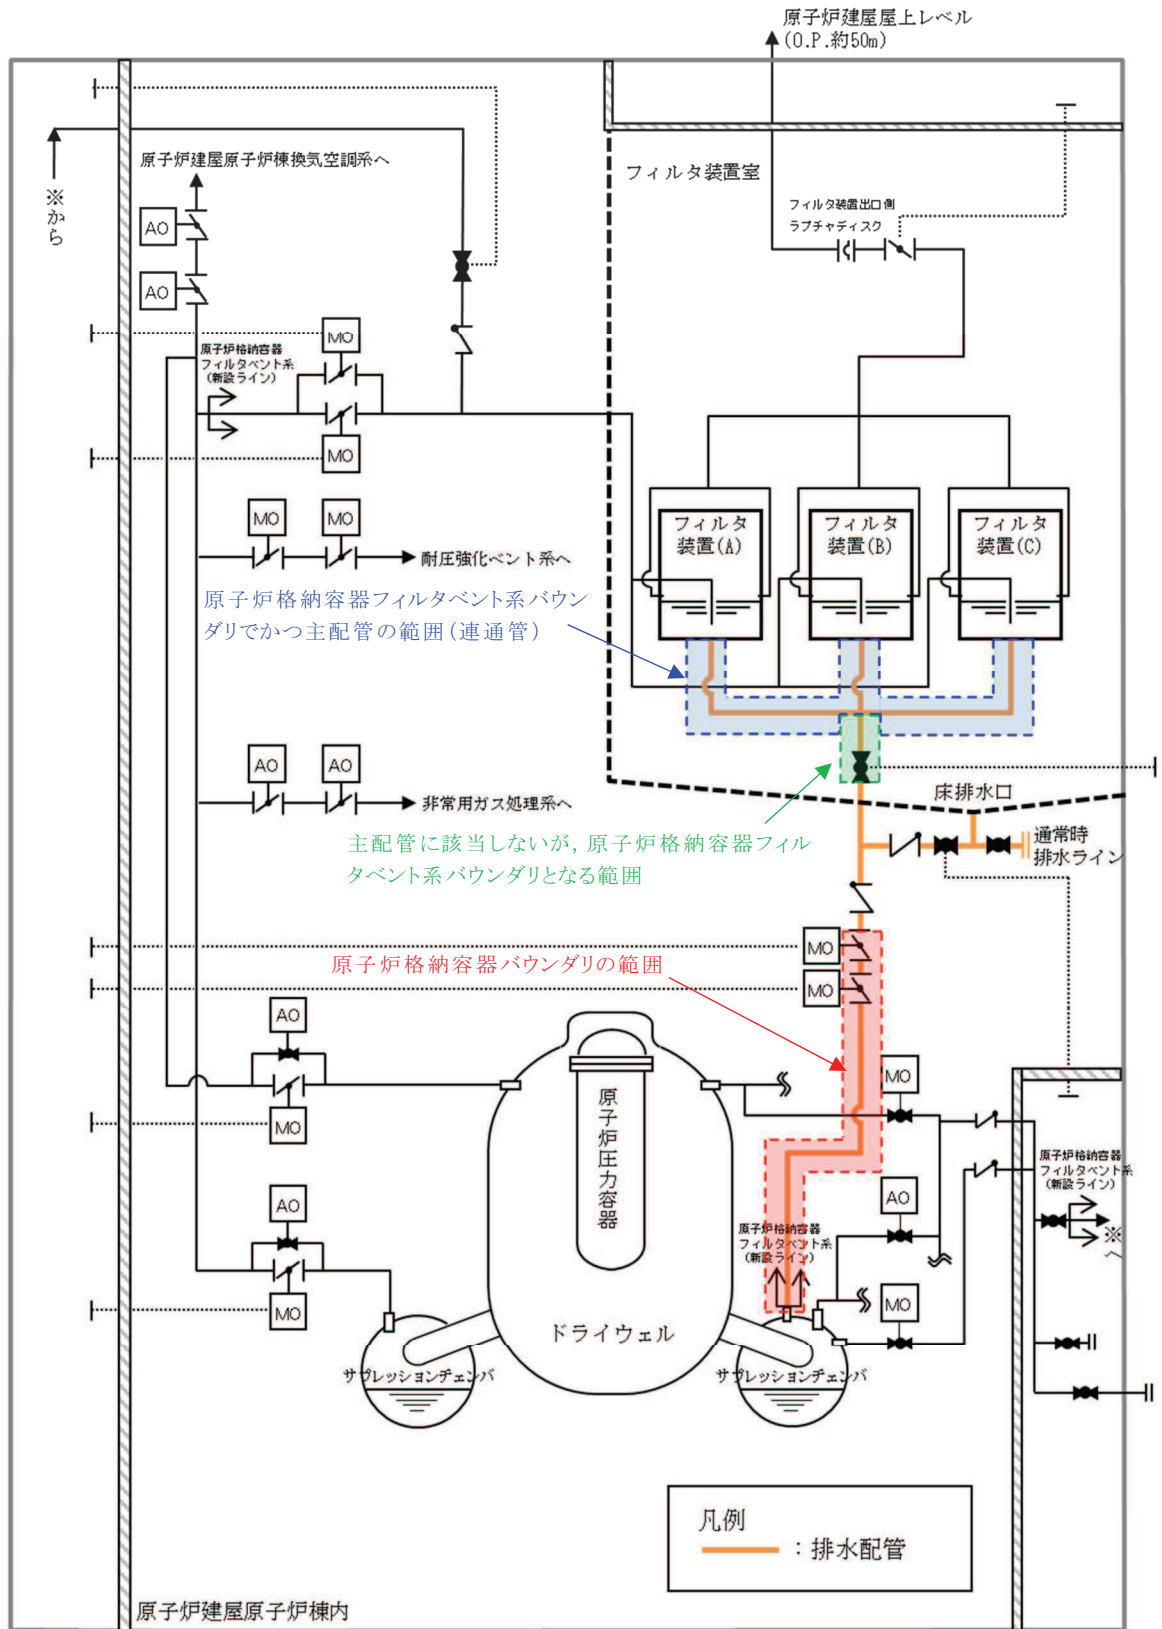 原子炉建屋屋上レベル
(O.P.約50m)
※から
原子炉建屋原子炉棟換気空調系へ
AO
AO
フィルタ装置室
フィルタ装置出口側
ラプチャディスク
MO
原子炉格納容器
フィルタベント系
(新設ライン)
MO
MO
MO
耐圧強化ベント系へ
フィルタ
装置(A)
フィルタ
装置(B)
フィルタ
装置(C)
原子炉格納容器フィルタベント系バウン
ダリでかつ主配管の範囲(連通管)
AO
AO
非常用ガス処理系へ
床排水口
通常時
排水ライン
主配管に該当しないが，原子炉格納容器フィル
タベント系バウンダリとなる範囲
MO
原子炉格納容器バウンダリの範囲
MO
AO
MO
MO
原子炉圧力容器
原子炉格納容器
フィルタベント系
(新設ライン)
※へ
AO
AO
原子炉格納容器
フィルタベント系
(新設ライン)
MO
MO
ドライウェル
サプレッションチェンバ
サプレッションチェンバ
凡例
：排水配管
原子炉建屋原子炉棟内